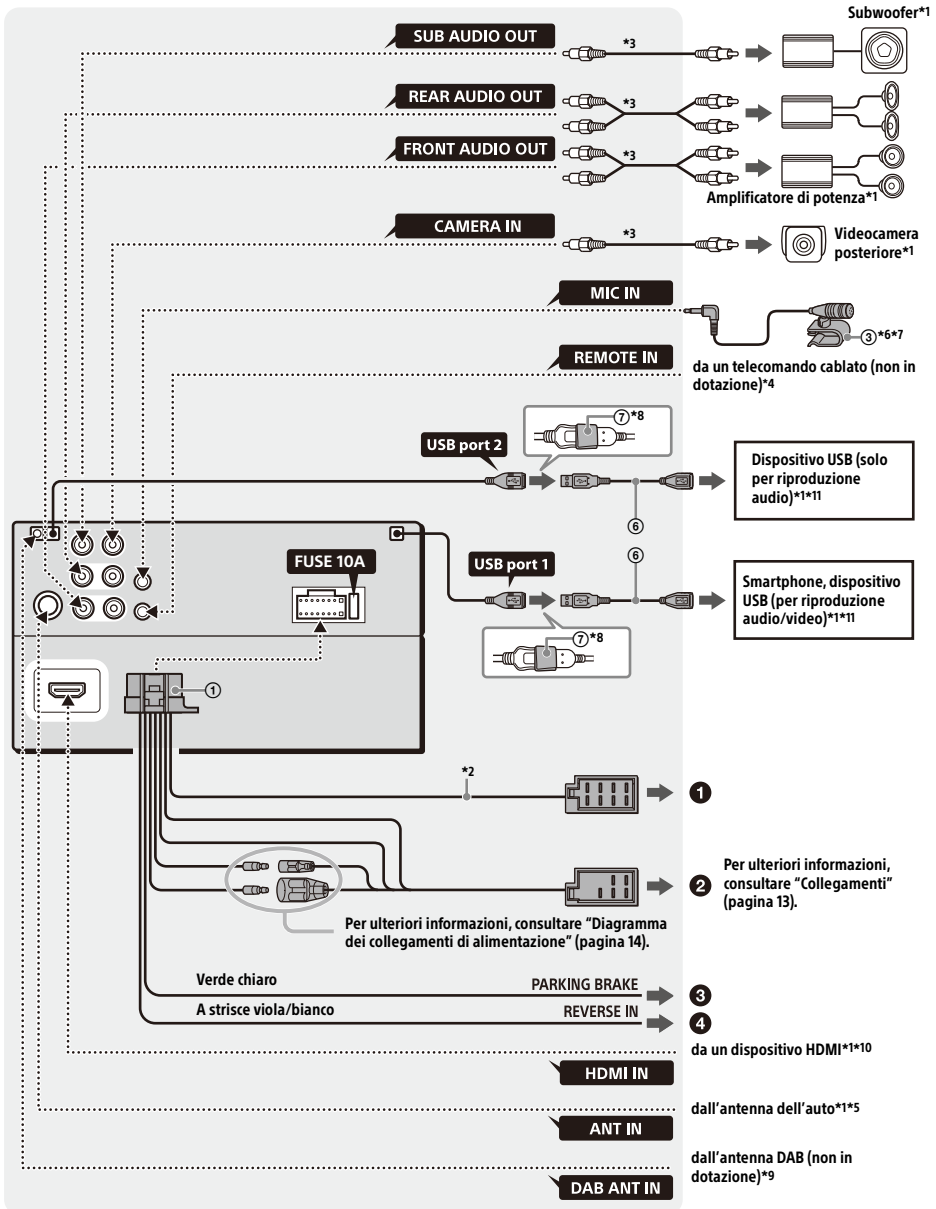 Subwoofer*1
SUB AUDIO OUT
*3
REAR AUDIO OUT
*3
FRONT AUDIO OUT
*3
Amplificatore di potenza*1
CAMERA IN
*3
Videocamera
posteriore*1
MIC IN
③*6*7
REMOTE IN
da un telecomando cablato (non in
dotazione)*4
⑦*8
USB port 2
Dispositivo USB (solo
per riproduzione
audio)*1*11
⑥
⑥
FUSE 10A
USB port 1
Smartphone, dispositivo
USB (per riproduzione
audio/video)*1*11
⑦*8
①
*2
❶
❷
Per ulteriori informazioni,
consultare “Collegamenti”
(pagina 13).
Per ulteriori informazioni, consultare “Diagramma
dei collegamenti di alimentazione” (pagina 14).
Verde chiaro
PARKING BRAKE
❸
A strisce viola/bianco
REVERSE IN
❹
da un dispositivo HDMI*1*10
HDMI IN
dall’antenna dell’auto*1*5
ANT IN
dall’antenna DAB (non in
dotazione)*9
DAB ANT IN